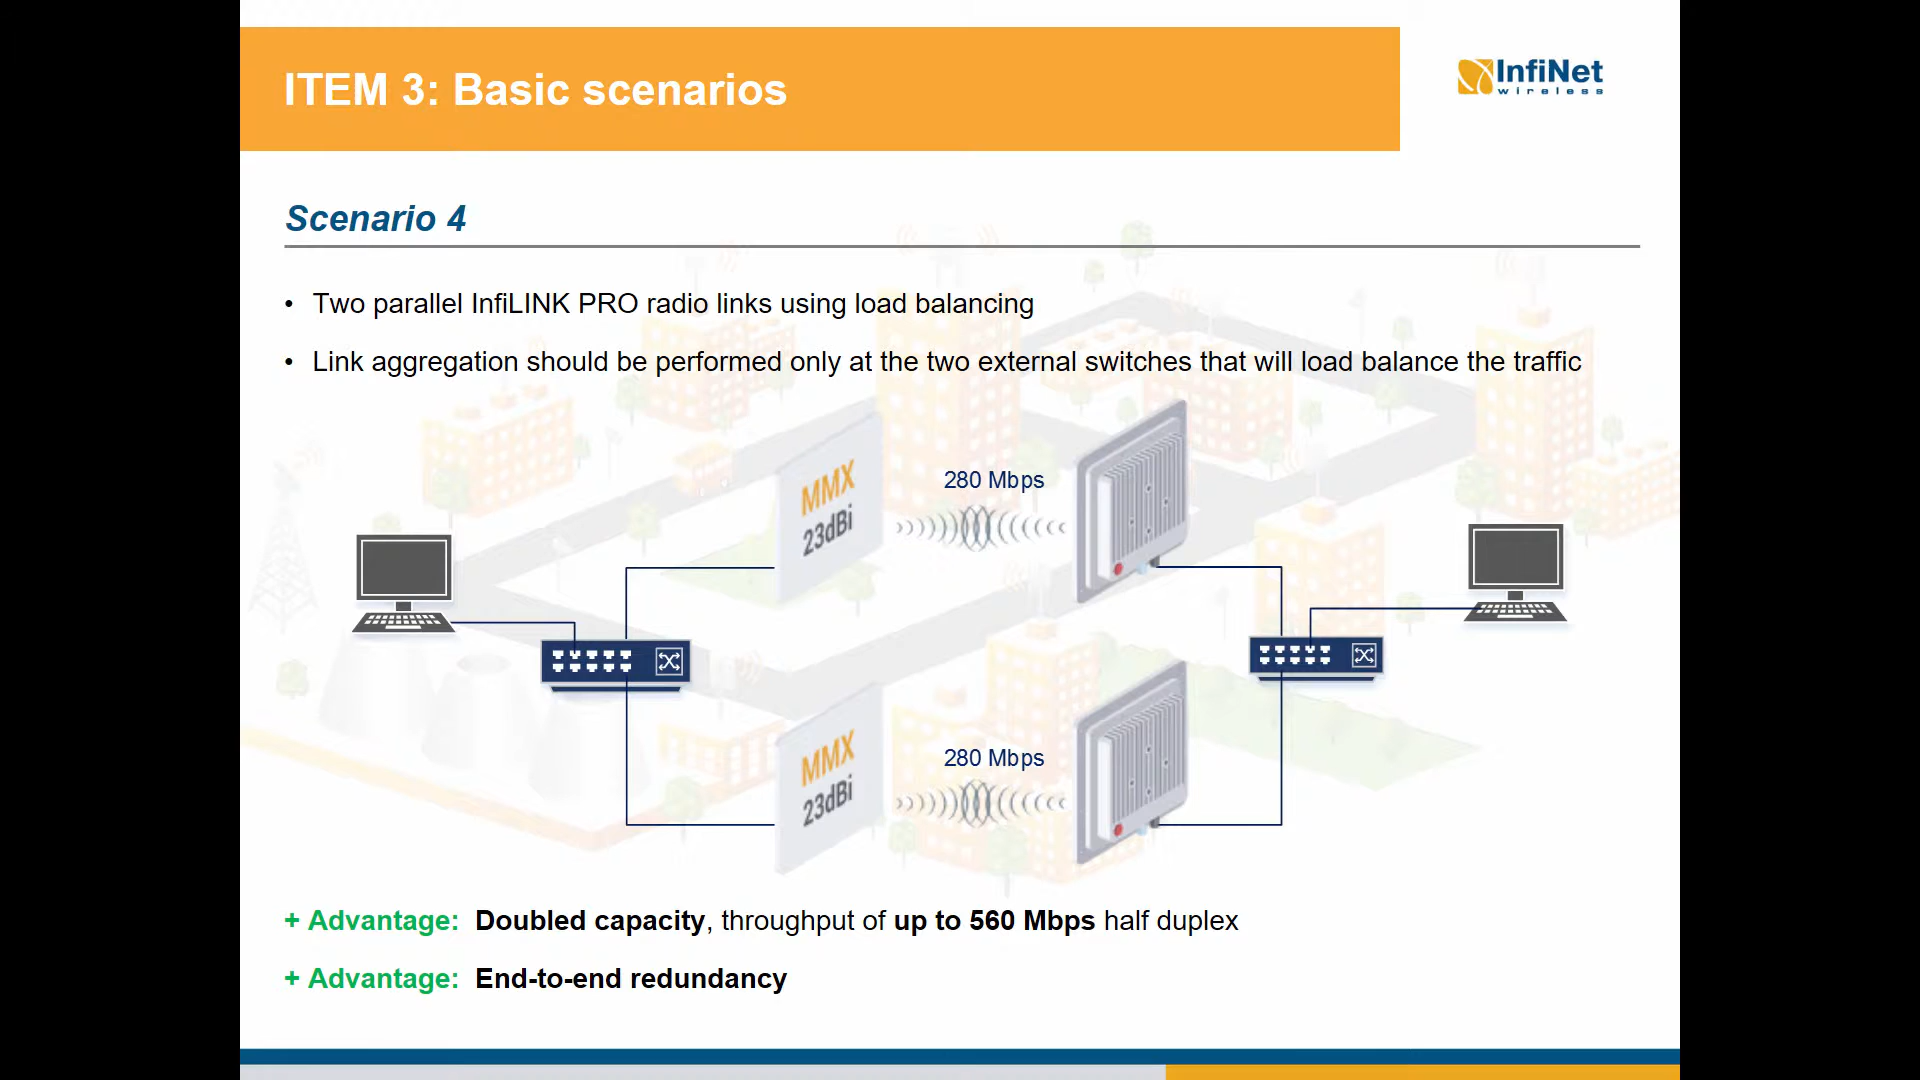 ITEM 3: Basic scenarios
InfiNet
wireless
Scenario 4
• Two parallel InfiLINK PRO radio links using load balancing
• Link aggregation should be performed only at the two external switches that will load balance the traffic
MMX
23dBi
280 Mbps
MMX
23dBi
280 Mbps
+ Advantage: Doubled capacity, throughput of up to 560 Mbps half duplex
+ Advantage: End-to-end redundancy